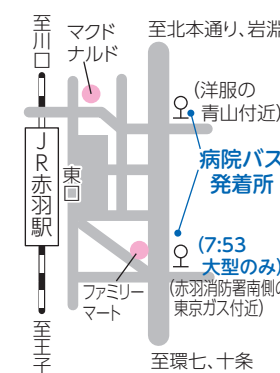 至川口
マクド
ナルド
至北本通り、岩淵
(洋服の
青山付近)
病院バス
発着所
JR赤羽駅
東口
(7:53
大型のみ)
(赤羽消防署南側の
東京ガス付近)
ファミリー
マート
至王子
至環七、十条